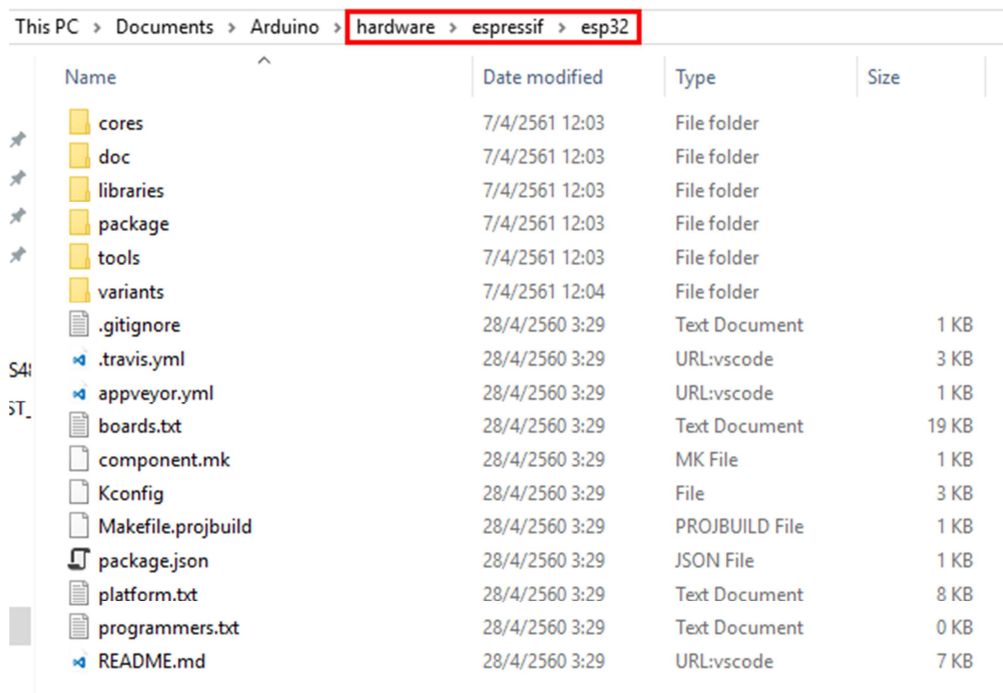 This PC > Documents > Arduino > hardware > espressif > esp32
Name Date modified Type Size
cores 7/4/2561 12:03 File folder
doc 7/4/2561 12:03 File folder
libraries 7/4/2561 12:03 File folder
package 7/4/2561 12:03 File folder
tools 7/4/2561 12:03 File folder
variants 7/4/2561 12:04 File folder
.gitignore 28/4/2560 3:29 Text Document 1 KB
.travis.yml 28/4/2560 3:29 URL:vscode 3 KB
appveyor.yml 28/4/2560 3:29 URL:vscode 1 KB
boards.txt 28/4/2560 3:29 Text Document 19 KB
component.mk 28/4/2560 3:29 MK File 1 KB
Kconfig 28/4/2560 3:29 File 3 KB
Makefile.projbuild 28/4/2560 3:29 PROJBUILD File 1 KB
package.json 28/4/2560 3:29 JSON File 1 KB
platform.txt 28/4/2560 3:29 Text Document 8 KB
programmers.txt 28/4/2560 3:29 Text Document 0 KB
README.md 28/4/2560 3:29 URL:vscode 7 KB